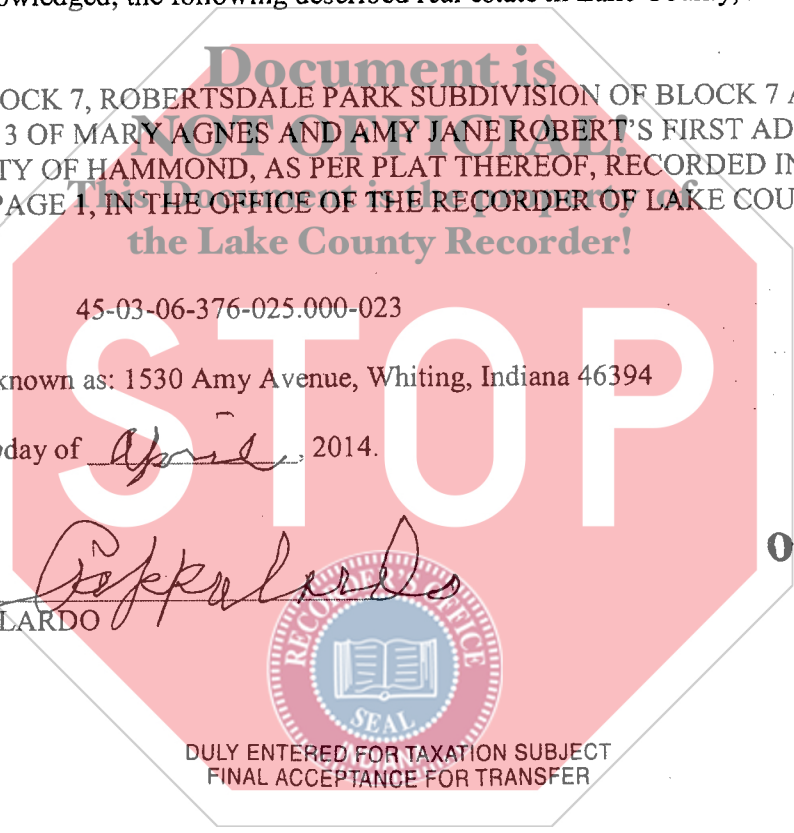 owledged, the following described real estate in Lake County,
Document is
OCK 7, ROBERTSDALE PARK SUBDIVISION OF BLOCK 7 A
NOT OFFICIAL!
3 OF MARY AGNES AND AMY JANE ROBERT'S FIRST AD
TY OF HAMMOND, AS PER PLAT THEREOF, RECORDED IN
This Document is the property of
PAGE 1, IN THE OFFICE OF THE RECORDER OF LAKE COU
the Lake County Recorder!
45-03-06-376-025.000-023
STOP
known as: 1530 Amy Avenue, Whiting, Indiana 46394
day of April, 2014.
Cappalardo
LARDO
RECORDER'S OFFICE
SEAL
INDIANA
DULY ENTERED FOR TAXATION SUBJECT
FINAL ACCEPTANCE FOR TRANSFER